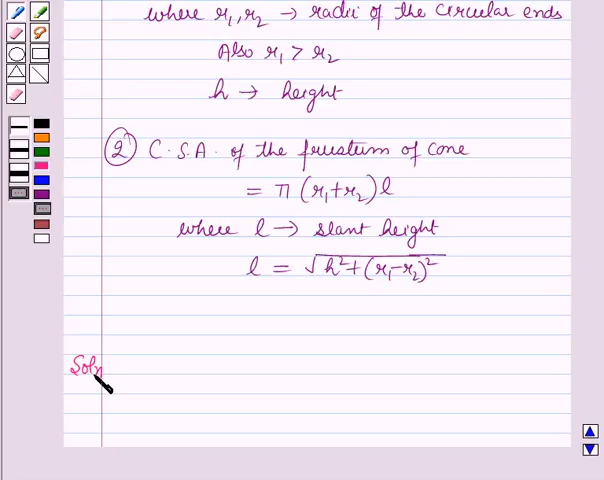 where r₁, r₂ → radii of the circular ends
Also r₁ > r₂
h → height
② C.S.A. of the frustum of cone
= π (r₁+r₂) l
where l → slant height
l = √h²+(r₁-r₂)²
Soln